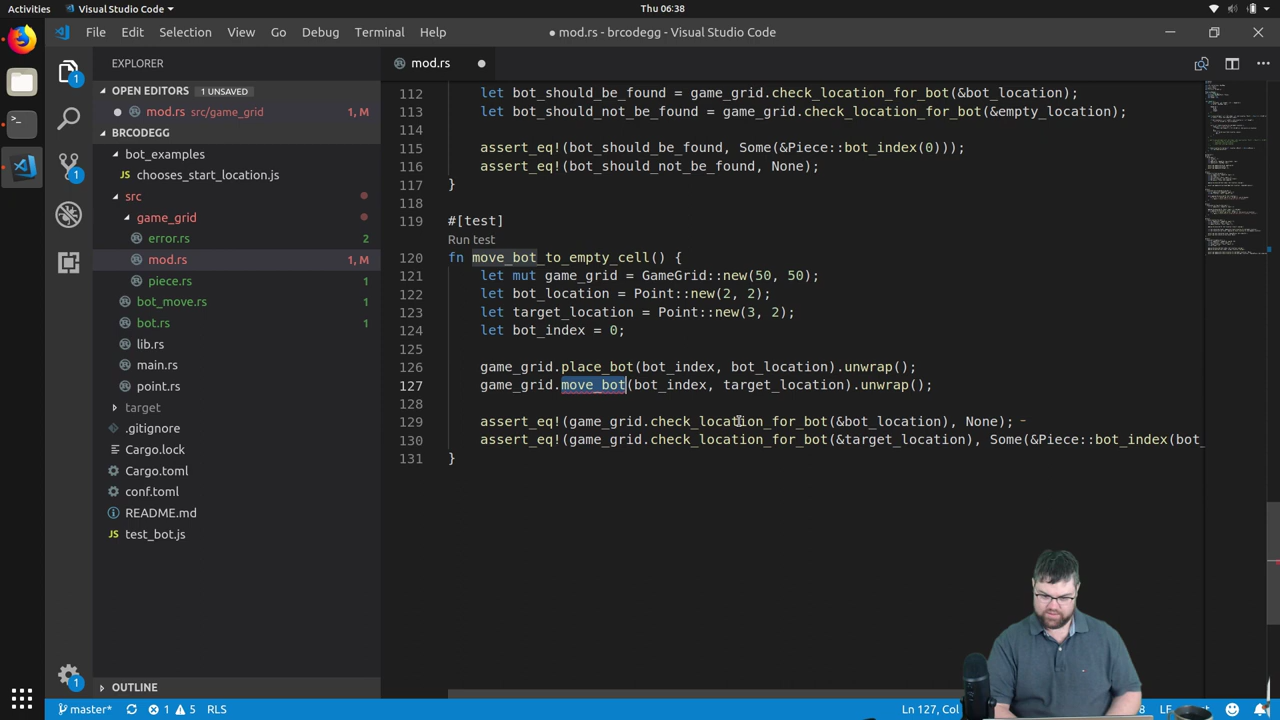 Activities
Visual Studio Code
Thu 06:38
File Edit Selection View Go Debug Terminal Help
● mod.rs - brcodegg - Visual Studio Code
EXPLORER
mod.rs ●
OPEN EDITORS 1 UNSAVED
mod.rs src/game_grid 1, M
BRCODEGG
bot_examples
chooses_start_location.js
src
game_grid
error.rs 2
mod.rs 1, M
piece.rs 1
bot_move.rs 1
bot.rs 1
lib.rs
main.rs
point.rs
target
.gitignore
Cargo.lock
Cargo.toml
conf.toml
README.md
test_bot.js
OUTLINE
112 let bot_should_be_found = game_grid.check_location_for_bot(&bot_location);
113 let bot_should_not_be_found = game_grid.check_location_for_bot(&empty_location);
114
115 assert_eq!(bot_should_be_found, Some(&Piece::bot_index(0)));
116 assert_eq!(bot_should_not_be_found, None);
117 }
118
119 #[test]
Run test
120 fn move_bot_to_empty_cell() {
121 let mut game_grid = GameGrid::new(50, 50);
122 let bot_location = Point::new(2, 2);
123 let target_location = Point::new(3, 2);
124 let bot_index = 0;
125
126 game_grid.place_bot(bot_index, bot_location).unwrap();
127 game_grid.move_bot(bot_index, target_location).unwrap();
128
129 assert_eq!(game_grid.check_location_for_bot(&bot_location), None);
130 assert_eq!(game_grid.check_location_for_bot(&target_location), Some(&Piece::bot_index(bot_
131 }
1
1
1
master* 1 5 RLS
Ln 127, Col
8
LF